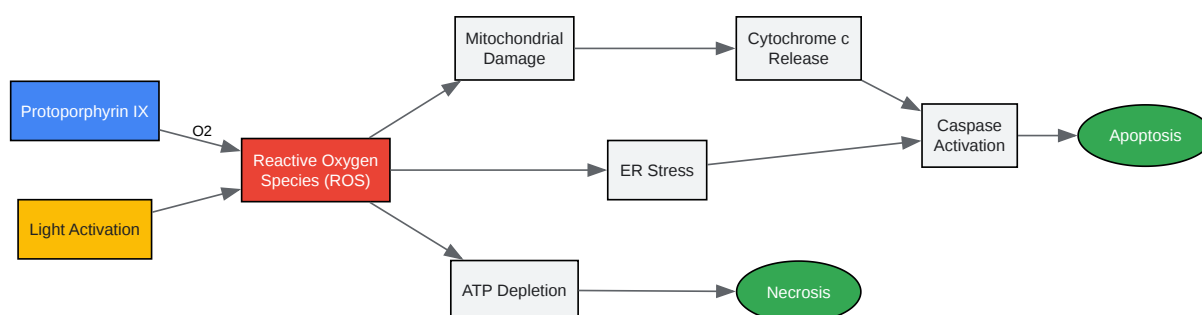 Mitochondrial
Damage
Cytochrome c
Release
Protoporphyrin IX
O2
Reactive Oxygen
Species (ROS)
Caspase
Activation
Apoptosis
ER Stress
Light Activation
ATP Depletion
Necrosis